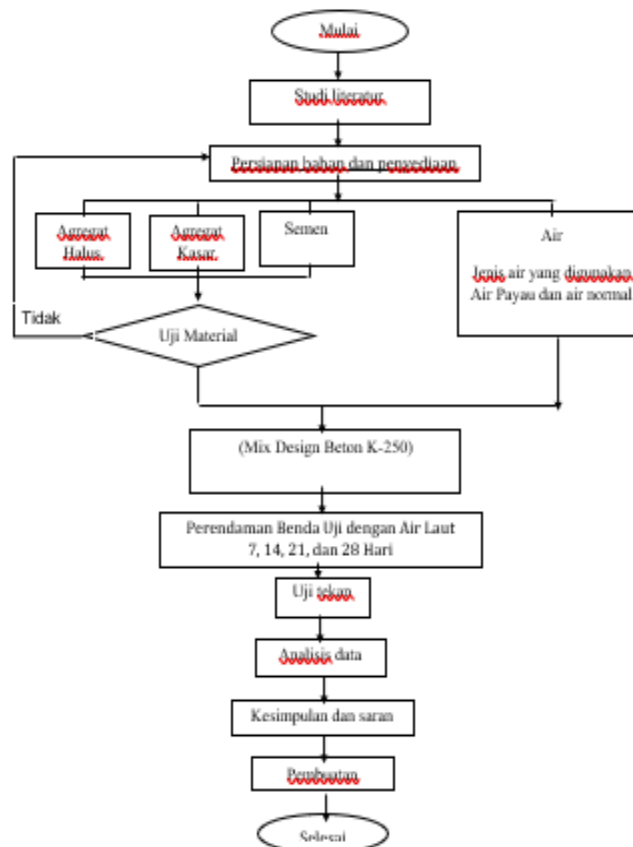 Mulai
Studi literatur
Persiapan bahan dan penyediaan
Agregat
Halus
Agregat
Kasar
Semen
Air
Jenis air yang digunakan
Air Payau dan air normal
Tidak
Uji Material
(Mix Design Beton K-250)
Perendaman Benda Uji dengan Air Laut
7, 14, 21, dan 28 Hari
Uji tekan
Analisis data
Kesimpulan dan saran
Pembuatan
Selesai